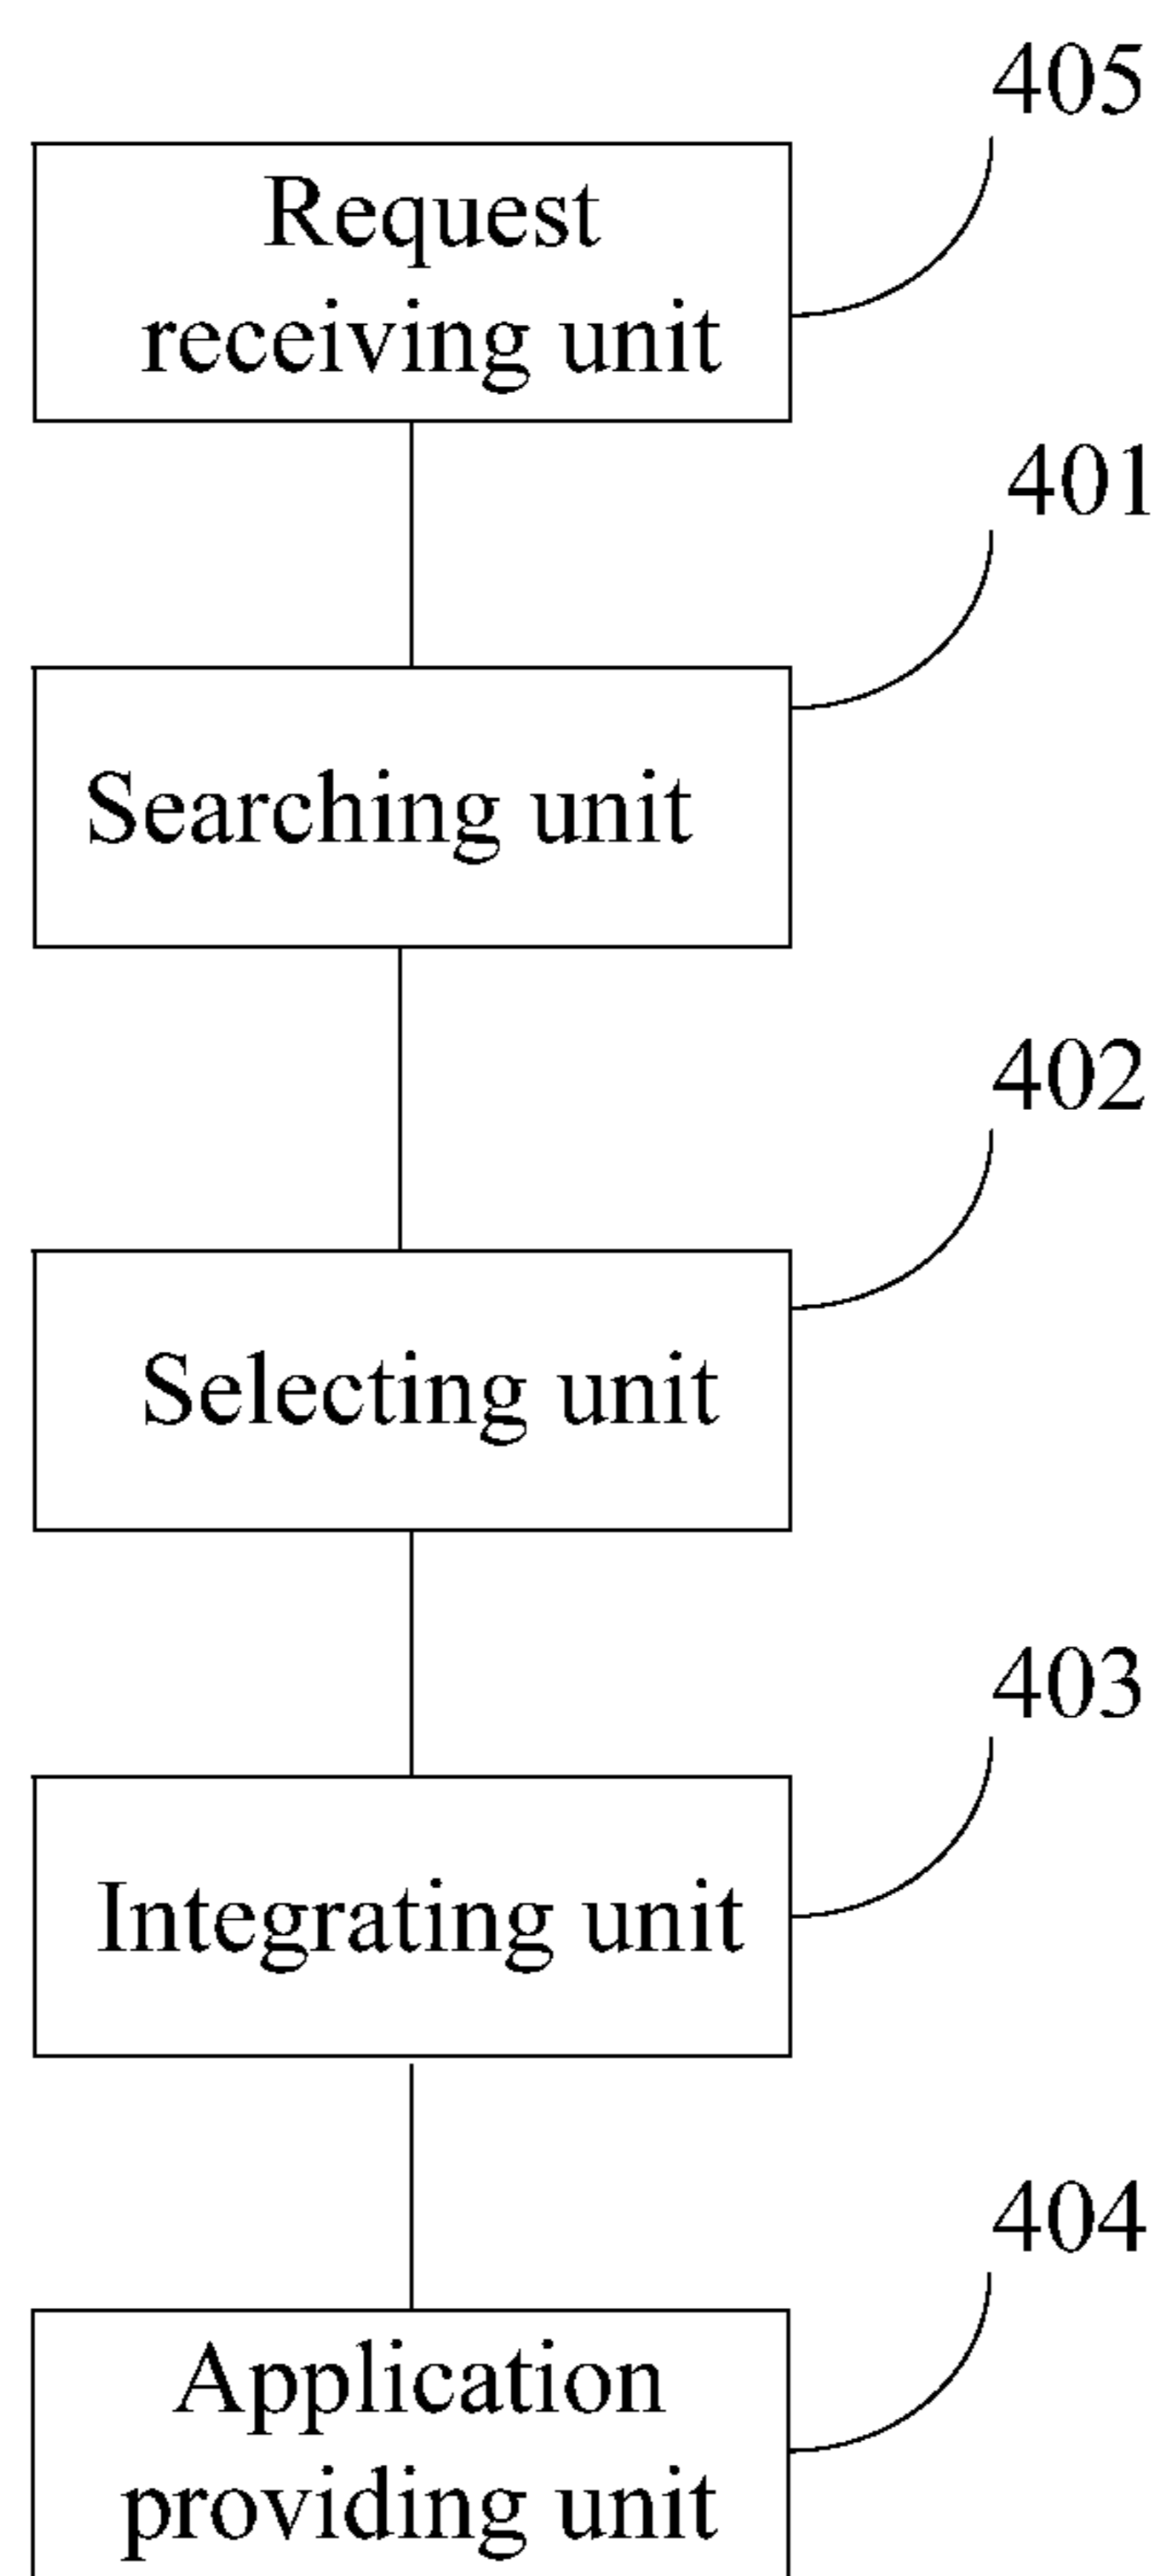 405
Request
receiving unit
401
Searching unit
402
Selecting unit
403
Integrating unit
404
Application
providing unit